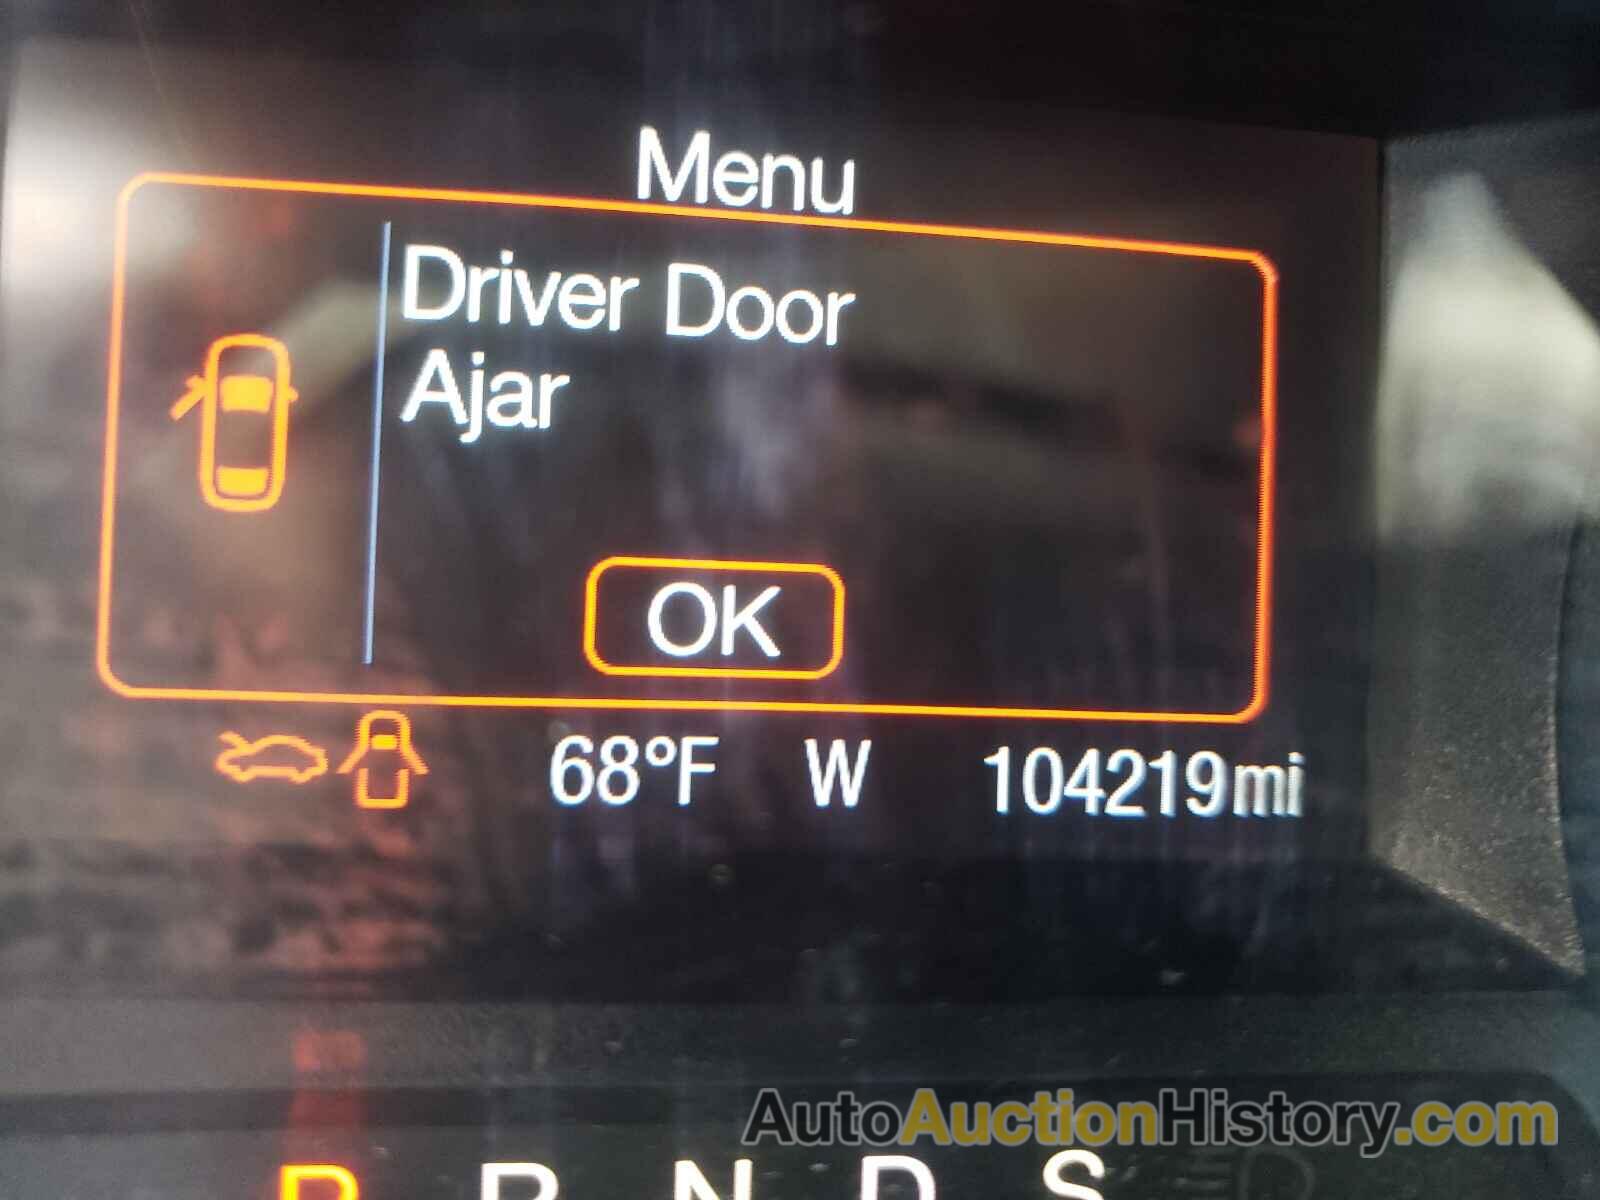 Menu
Driver Door
Ajar
OK
68°F W 104219mi
AutoAuctionHistory.com
P R N D S